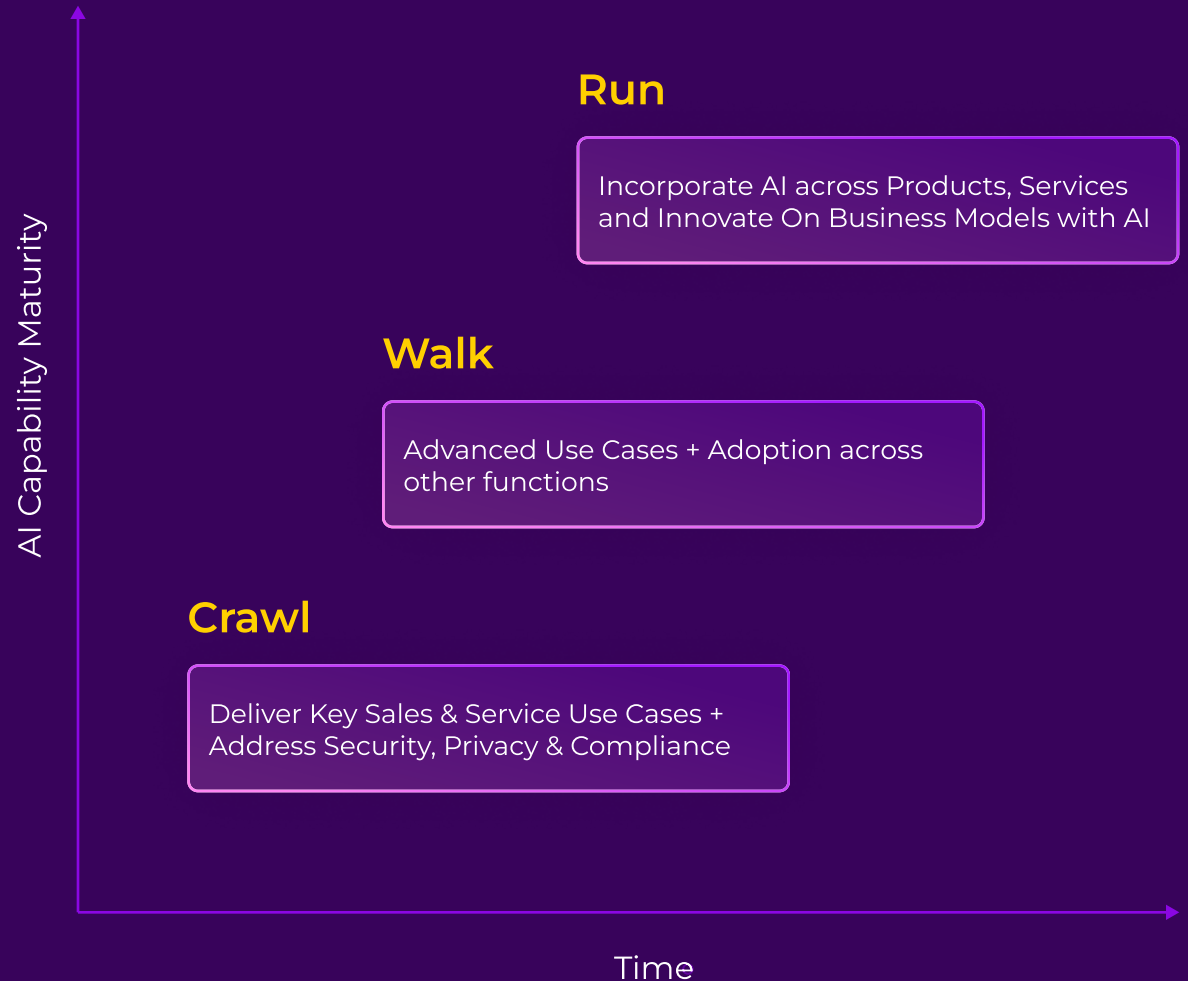 Run
Incorporate AI across Products, Services
and Innovate On Business Models with AI
AI Capability Maturity
Walk
Advanced Use Cases + Adoption across
other functions
Crawl
Deliver Key Sales & Service Use Cases +
Address Security, Privacy & Compliance
Time